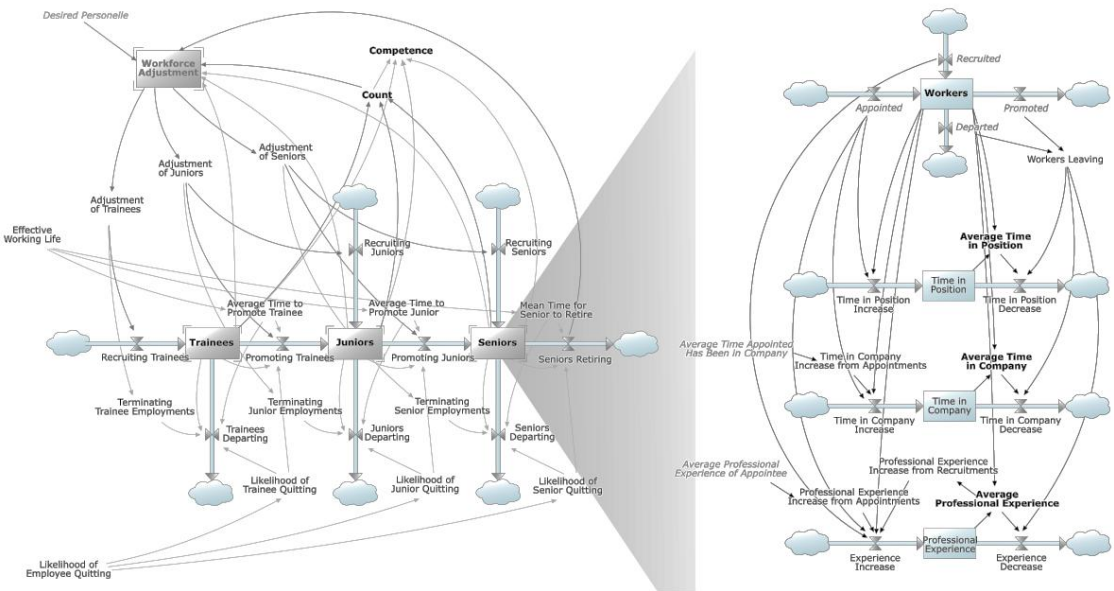 Desired Personelle
Workforce
Adjustment
Competence
Count
Adjustment
of Seniors
Adjustment
of Juniors
Adjustment
of Trainees
Effective
Working Life
Recruiting
Juniors
Recruiting
Seniors
Average Time to
Promote Trainee
Average Time to
Promote Junior
Mean Time for
Senior to Retire
Trainees
Juniors
Seniors
Recruiting Trainees
Promoting Trainees
Promoting Juniors
Seniors Retiring
Terminating
Trainee Employments
Terminating
Junior Employments
Terminating
Senior Employments
Trainees
Departing
Juniors
Departing
Seniors
Departing
Likelihood of
Trainee Quitting
Likelihood of
Junior Quitting
Likelihood of
Senior Quitting
Likelihood of
Employee Quitting
Recruited
Workers
Appointed
Promoted
Departed
Workers Leaving
Average Time
in Position
Time in
Position
Time in Position
Increase
Time in Position
Decrease
Average Time Appointed
Has Been in Company
Time in Company
Increase from Appointments
Average Time
in Company
Time in
Company
Time in Company
Increase
Time in Company
Decrease
Average Professional
Experience of Appointee
Professional Experience
Increase from Recruitments
Professional Experience
Increase from Appointments
Average
Professional Experience
Professional
Experience
Experience
Increase
Experience
Decrease